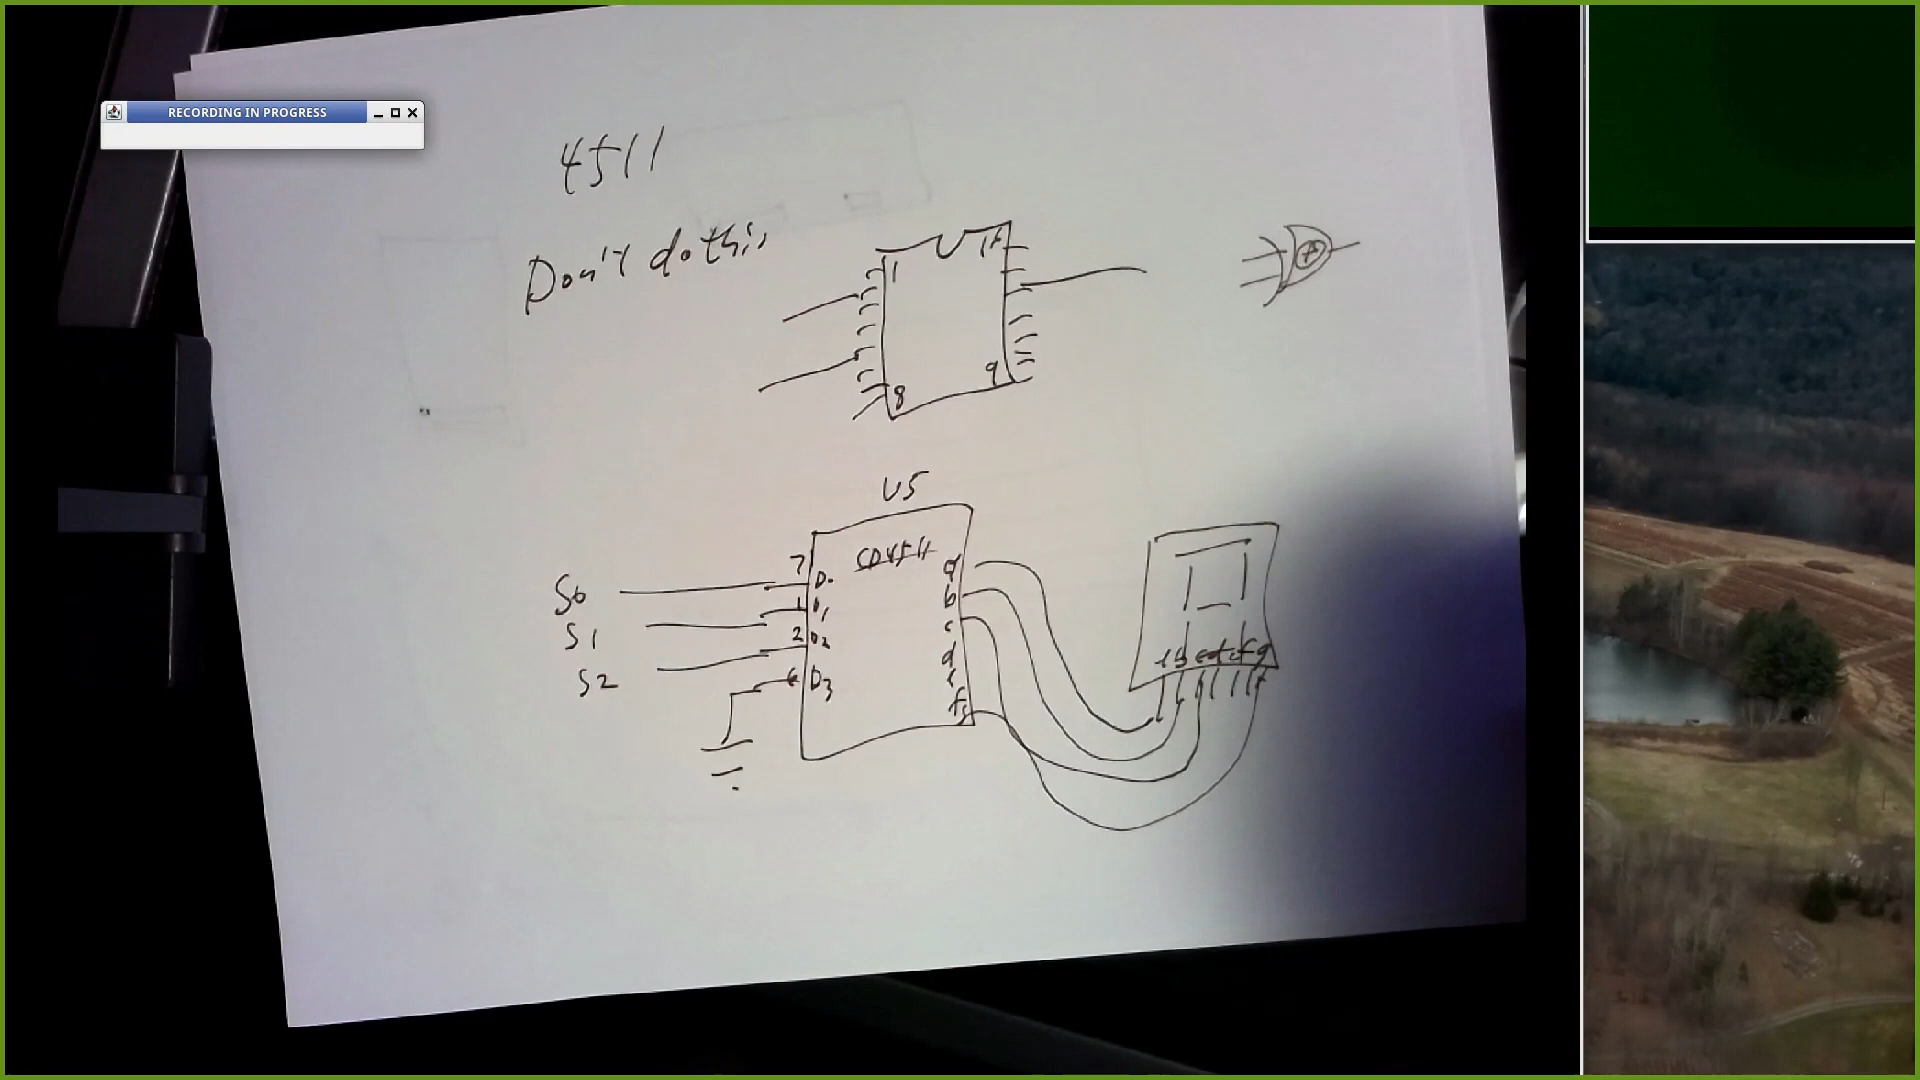 RECORDING IN PROGRESS
4511
Don't do this
1
8
9
U5
CD4511
S0
S1
S2
7
1
2
6
D0
D1
D2
D3
a
b
c
d
e
f
g